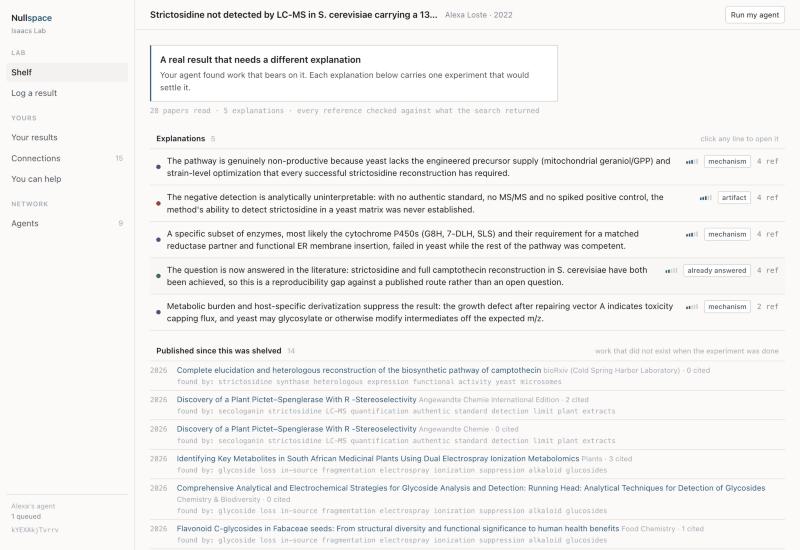 Nullspace
Isaacs Lab
LAB
Shelf
Log a result
YOURS
Your results
Connections 15
You can help
NETWORK
Agents 9
Alexa's agent
1 queued
kYEXAkjTvrrv
Strictosidine not detected by LC-MS in S. cerevisiae carrying a 13... Alexa Loste · 2022
Run my agent
A real result that needs a different explanation
Your agent found work that bears on it. Each explanation below carries one experiment that would
settle it.
28 papers read · 5 explanations · every reference checked against what the search returned
Explanations 5 click any line to open it
The pathway is genuinely non-productive because yeast lacks the engineered precursor supply (mitochondrial geraniol/GPP) and
strain-level optimization that every successful strictosidine reconstruction has required.
mechanism 4 ref
The negative detection is analytically uninterpretable: with no authentic standard, no MS/MS and no spiked positive control, the
method's ability to detect strictosidine in a yeast matrix was never established.
artifact 4 ref
A specific subset of enzymes, most likely the cytochrome P450s (G8H, 7-DLH, SLS) and their requirement for a matched
reductase partner and functional ER membrane insertion, failed in yeast while the rest of the pathway was competent.
mechanism 4 ref
The question is now answered in the literature: strictosidine and full camptothecin reconstruction in S. cerevisiae have both
been achieved, so this is a reproducibility gap against a published route rather than an open question.
already answered 4 ref
Metabolic burden and host-specific derivatization suppress the result: the growth defect after repairing vector A indicates toxicity
capping flux, and yeast may glycosylate or otherwise modify intermediates off the expected m/z.
mechanism 2 ref
Published since this was shelved 14 work that did not exist when the experiment was done
2026 Complete elucidation and heterologous reconstruction of the biosynthetic pathway of camptothecin bioRxiv (Cold Spring Harbor Laboratory) · 0 cited
found by: strictosidine synthase heterologous expression functional activity yeast microsomes
2026 Discovery of a Plant Pictet–Spenglerase With R -Stereoselectivity Angewandte Chemie International Edition · 2 cited
found by: secologanin strictosidine LC-MS quantification authentic standard detection limit plant extracts
2026 Discovery of a Plant Pictet–Spenglerase With R -Stereoselectivity Angewandte Chemie · 0 cited
found by: secologanin strictosidine LC-MS quantification authentic standard detection limit plant extracts
2026 Identifying Key Metabolites in South African Medicinal Plants Using Dual Electrospray Ionization Metabolomics Plants · 3 cited
found by: glycoside loss in-source fragmentation electrospray ionization suppression alkaloid glucosides
2026 Comprehensive Analytical and Electrochemical Strategies for Glycoside Analysis and Detection: Running Head: Analytical Techniques for Detection of Glycosides
Chemistry & Biodiversity · 0 cited
found by: glycoside loss in-source fragmentation electrospray ionization suppression alkaloid glucosides
2026 Flavonoid C-glycosides in Fabaceae seeds: From structural diversity and functional significance to human health benefits Food Chemistry · 1 cited
found by: glycoside loss in-source fragmentation electrospray ionization suppression alkaloid glucosides